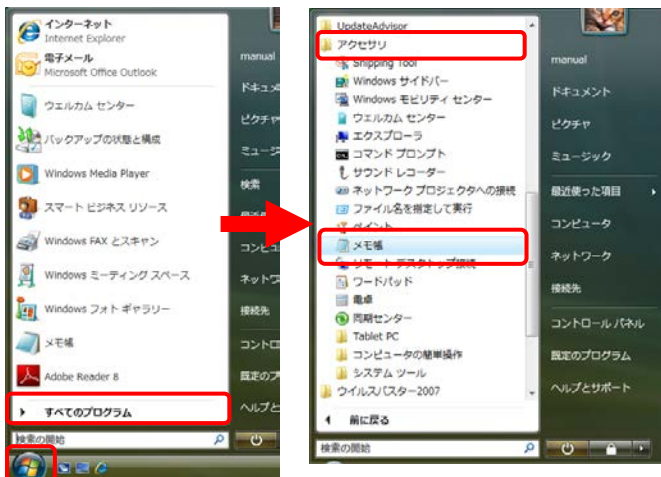 インターネット
Internet Explorer
電子メール
Microsoft Office Outlook
ウェルカム センター
バックアップの状態と構成
Windows Media Player
スマート ビジネス リソース
Windows FAX とスキャン
Windows ミーティング スペース
Windows フォト ギャラリー
メモ帳
Adobe Reader 8
すべてのプログラム
検索の開始
manual
ドキュメ
ピクチャ
ミュージ
検索
コンピュ
ネットワ
接続先
コントロ
既定のプ
ヘルプと
UpdateAdvisor
アクセサリ
Snipping Tool
Windows サイドバー
Windows モビリティ センター
ウェルカム センター
エクスプローラ
コマンド プロンプト
サウンド レコーダー
ネットワーク プロジェクタへの接続
ファイル名を指定して実行
ペイント
メモ帳
リモート デスクトップ接続
ワードパッド
電卓
同期センター
Tablet PC
コンピュータの簡単操作
システム ツール
ウイルスバスター2007
前に戻る
検索の開始
manual
ドキュメント
ピクチャ
ミュージック
最近使った項目
コンピュータ
ネットワーク
接続先
コントロール パネル
既定のプログラム
ヘルプとサポート